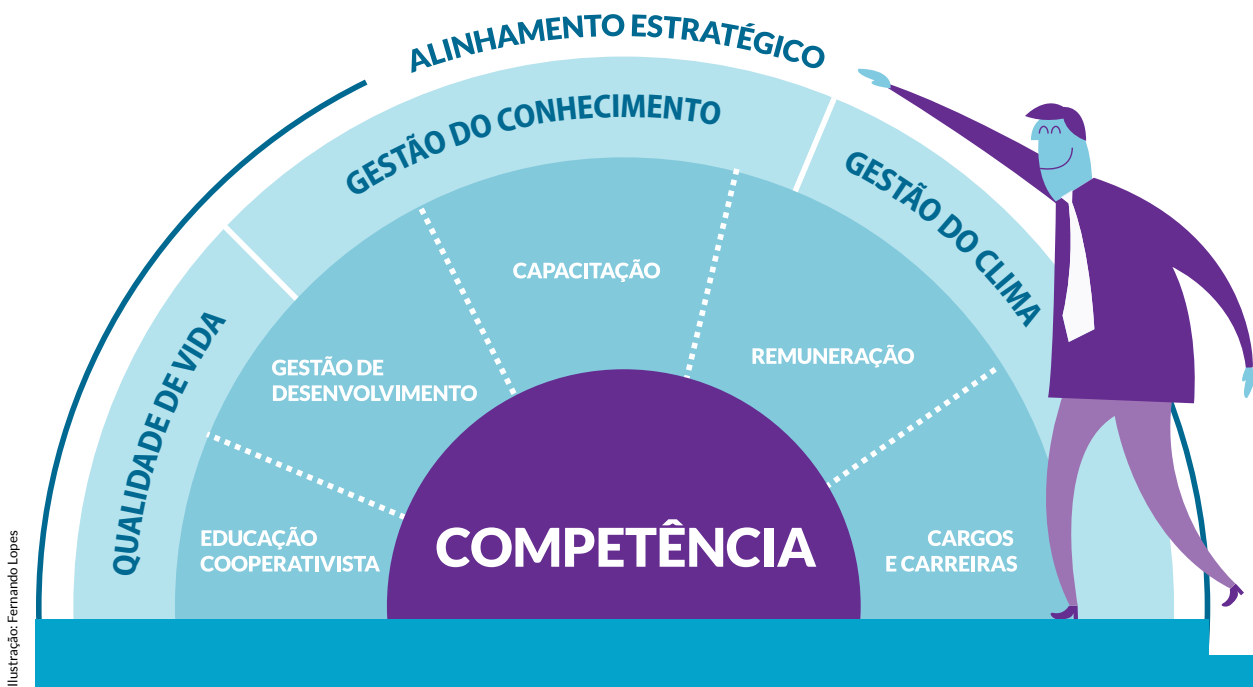 ALINHAMENTO ESTRATÉGICO
GESTÃO DO CONHECIMENTO
GESTÃO DO CLIMA
QUALIDADE DE VIDA
CAPACITAÇÃO
GESTÃO DE
DESENVOLVIMENTO
REMUNERAÇÃO
EDUCAÇÃO
COOPERATIVISTA
COMPETÊNCIA
CARGOS
E CARREIRAS
Ilustração: Fernando Lopes